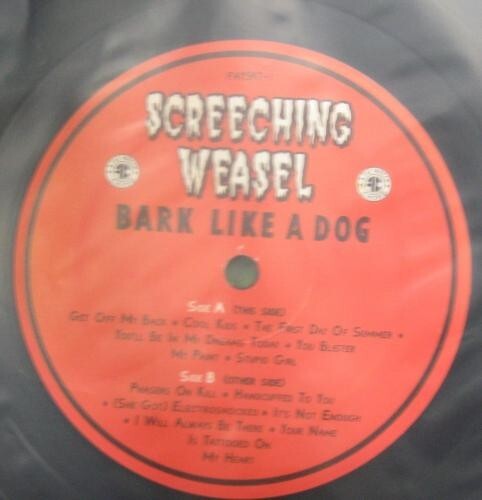 SCREECHING
WEASEL
BARK LIKE A DOG
SIDE A (THIS SIDE)
GET OFF MY BACK • COOL KIDS • THE FIRST DAY OF SUMMER •
YOU'LL BE IN MY DREAMS TODAY • YOU BLISTER
MY PAINT • STUPID GIRL
SIDE B (OTHER SIDE)
PHASERS ON KILL • HANDCUFFED TO YOU
• (SHE GOT) ELECTROSHOCKED • IT'S NOT ENOUGH
• I WILL ALWAYS BE THERE • YOUR NAME
IS TATTOOED ON
MY HEART